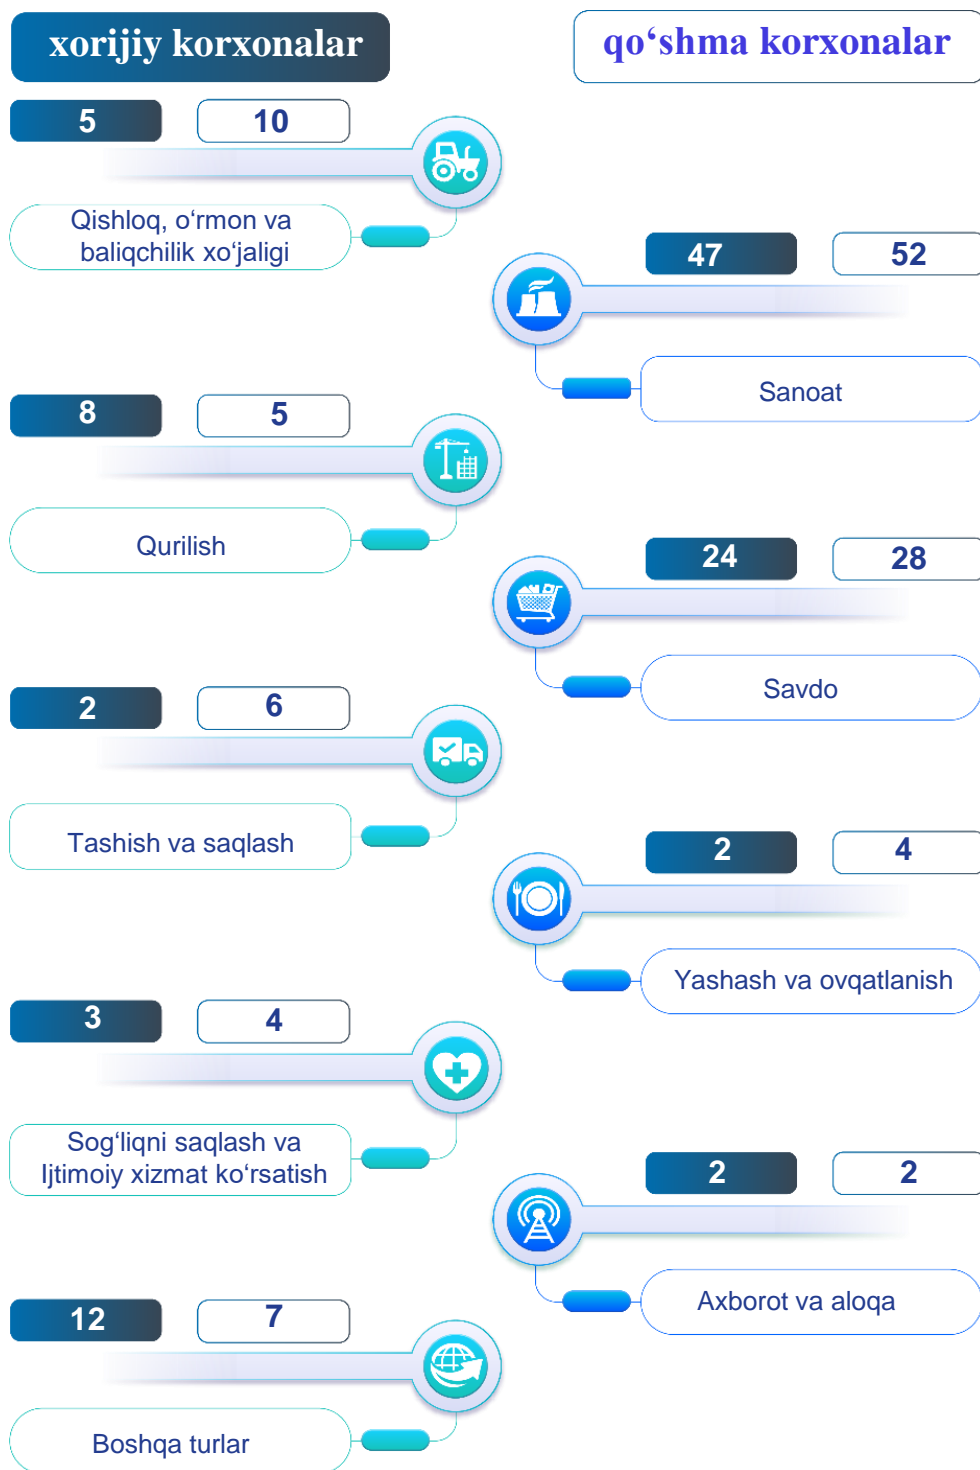 xorijiy korxonalar
qo‘shma korxonalar
5
10
Qishloq, o‘rmon va
baliqchilik xo‘jaligi
47
52
Sanoat
8
5
Qurilish
24
28
Savdo
2
6
Tashish va saqlash
2
4
Yashash va ovqatlanish
3
4
Sog‘liqni saqlash va
Ijtimoiy xizmat ko‘rsatish
2
2
Axborot va aloqa
12
7
Boshqa turlar